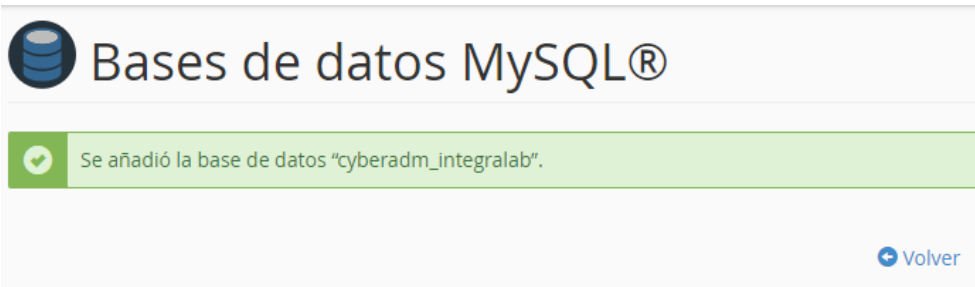 Bases de datos MySQL®
Se añadió la base de datos “cyberadm_integralab”.
Volver